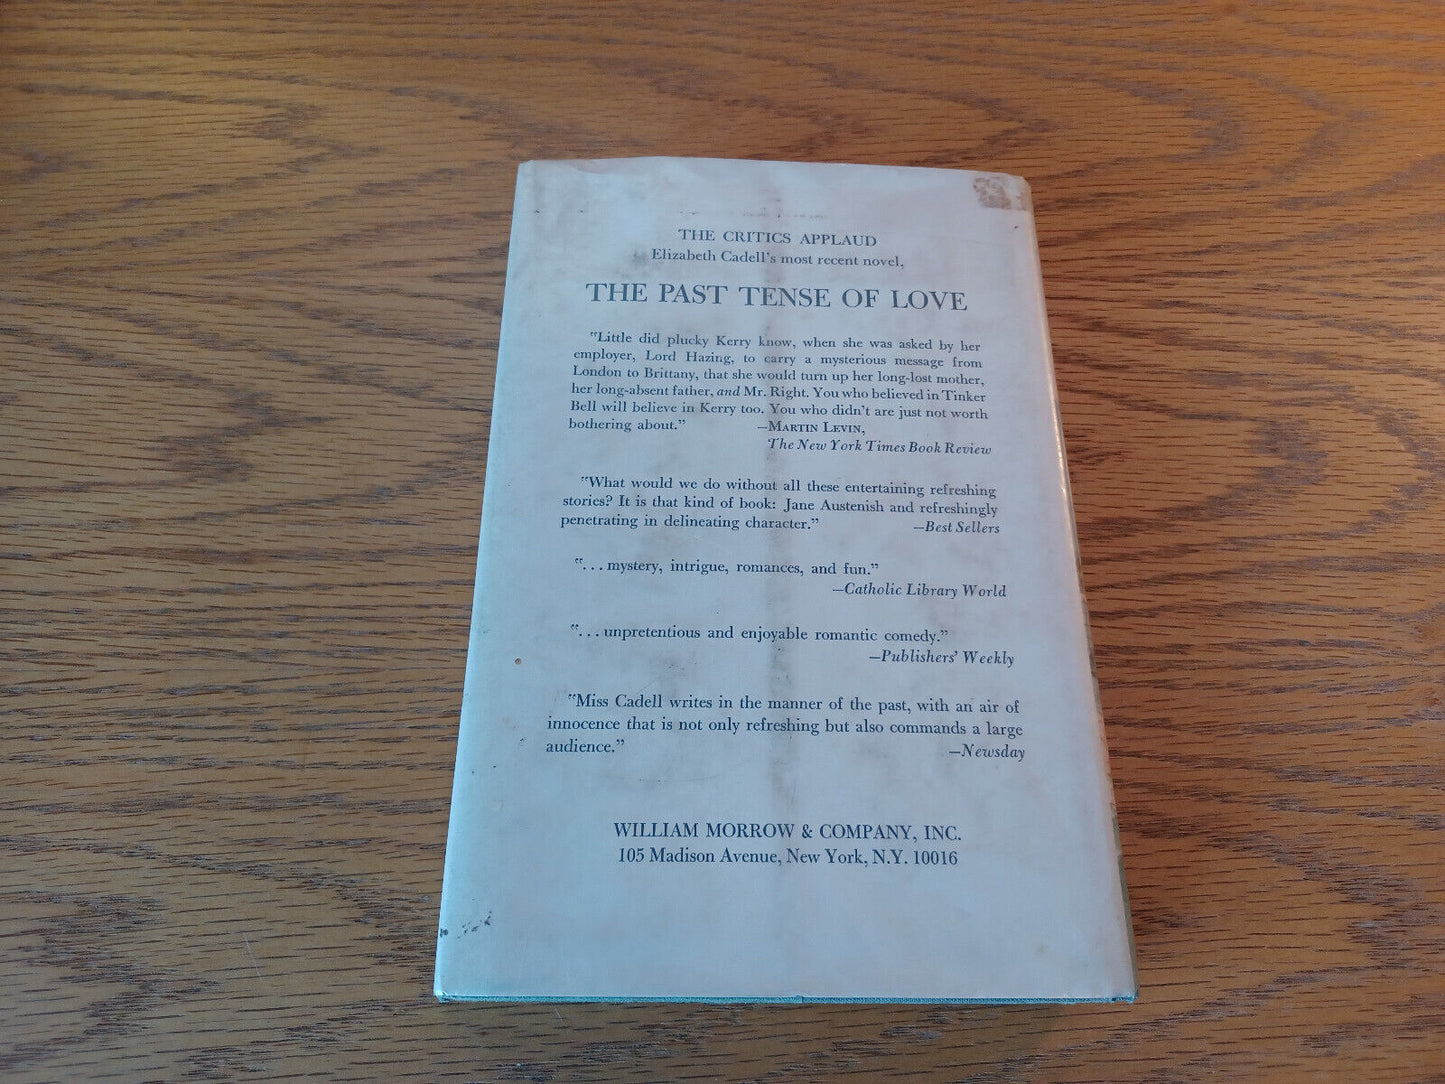 THE CRITICS APPLAUD
Elizabeth Cadell's most recent novel,
THE PAST TENSE OF LOVE
"Little did plucky Kerry know, when she was asked by her
employer, Lord Hazing, to carry a mysterious message from
London to Brittany, that she would turn up her long-lost mother,
her long-absent father, and Mr. Right. You who believed in Tinker
Bell will believe in Kerry too. You who didn't are just not worth
bothering about." —MARTIN LEVIN,
The New York Times Book Review
"What would we do without all these entertaining refreshing
stories? It is that kind of book: Jane Austenish and refreshingly
penetrating in delineating character." —Best Sellers
". . . mystery, intrigue, romances, and fun."
—Catholic Library World
". . . unpretentious and enjoyable romantic comedy."
—Publishers' Weekly
"Miss Cadell writes in the manner of the past, with an air of
innocence that is not only refreshing but also commands a large
audience." —Newsday
WILLIAM MORROW & COMPANY, INC.
105 Madison Avenue, New York, N.Y. 10016